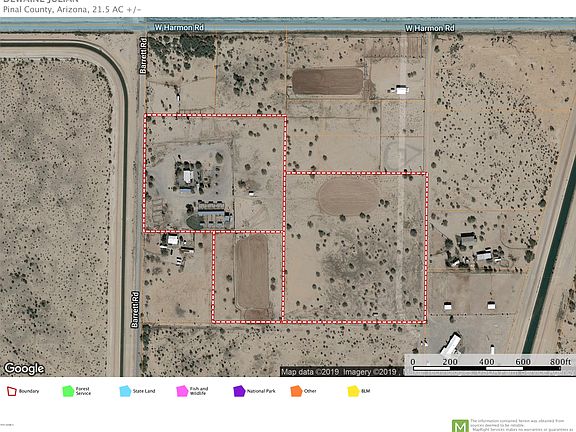 DEWAINE JULIAN
Pinal County, Arizona, 21.5 AC +/-
W Harmon Rd
W Harmon Rd
Barrett Rd
Barrett Rd
Google
Map data ©2019 Imagery ©2019 ,
0 200 400 600 800ft
Boundary
Forest Service
State Land
Fish and Wildlife
National Park
Other
BLM
M
The information contained herein was obtained from
sources deemed to be reliable.
MapRight Services makes no warranties or guarantees as